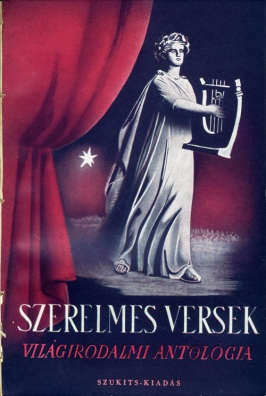 SZERELMES VERSEK
VILÁGIRODALMI ANTOLÓGIA
SZUKITS-KIADÁS